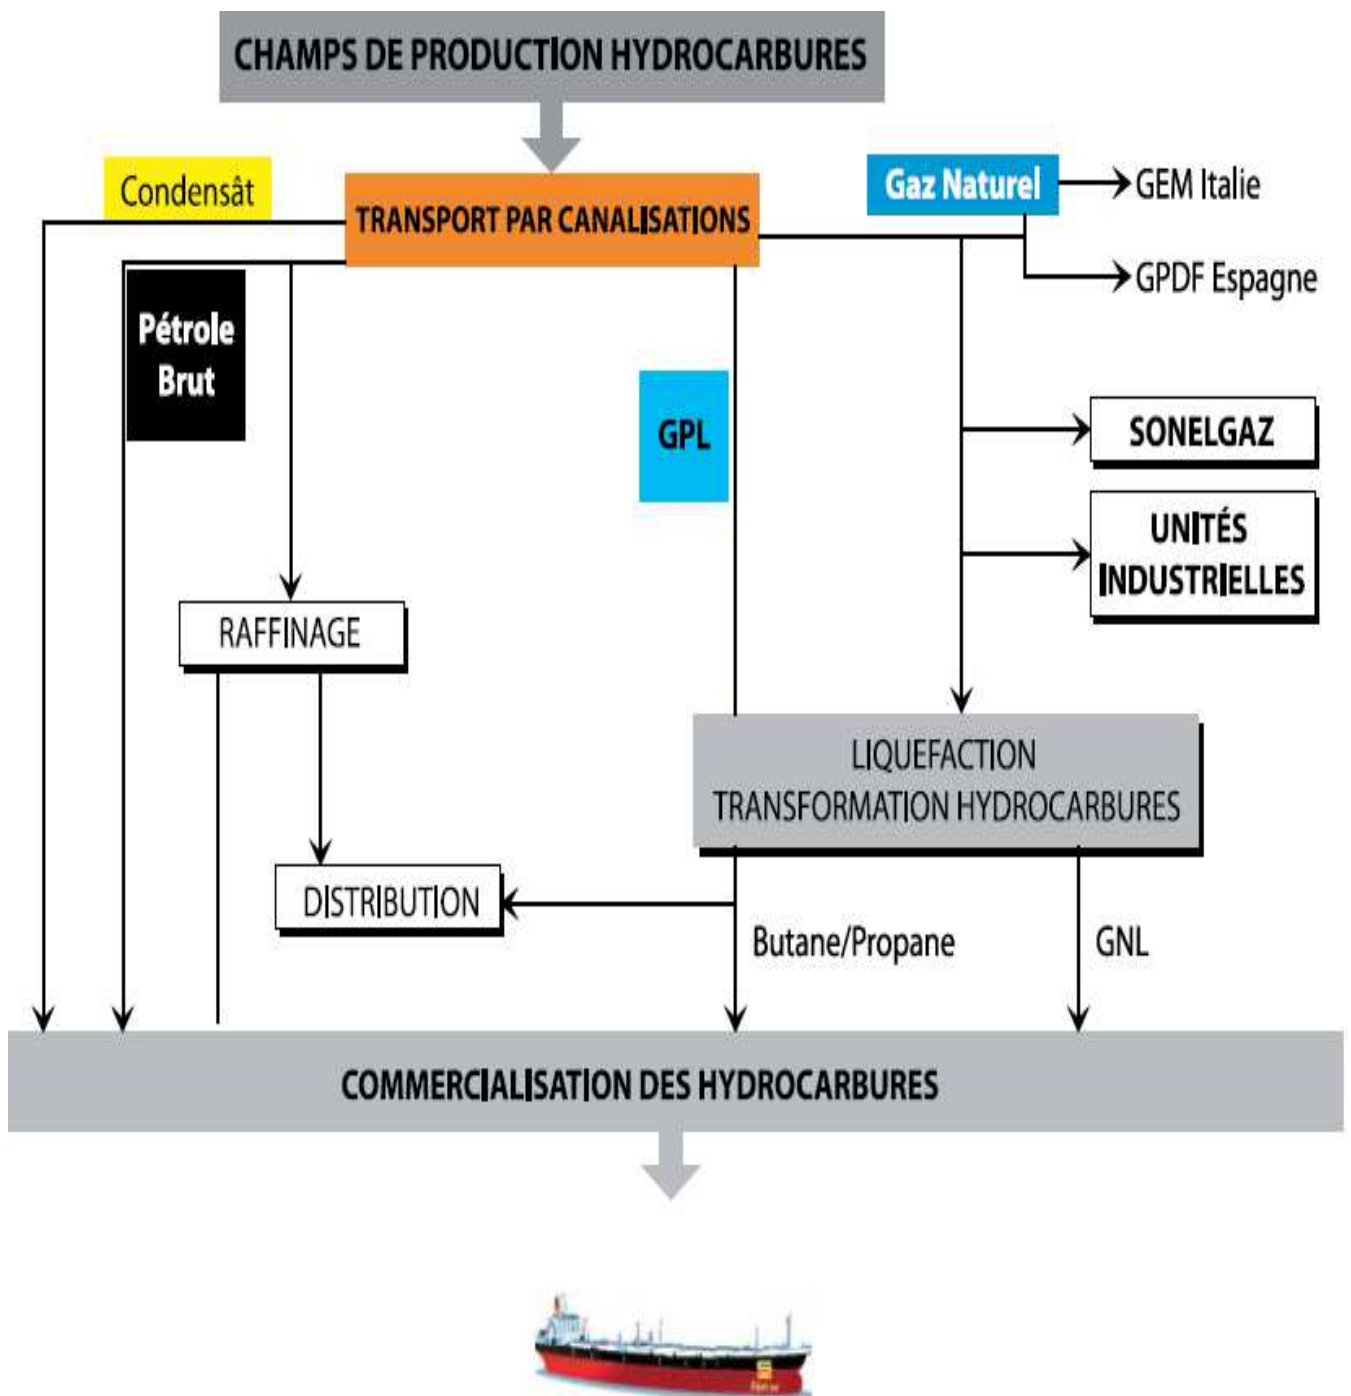 CHAMPS DE PRODUCTION HYDROCARBURES
Condensât
TRANSPORT PAR CANALISATIONS
Gaz Naturel
GEM Italie
GPDF Espagne
Pétrole
Brut
GPL
SONELGAZ
UNITÉS
INDUSTRIELLES
RAFFINAGE
LIQUEFACTION
TRANSFORMATION HYDROCARBURES
DISTRIBUTION
Butane/Propane
GNL
COMMERCIALISATION DES HYDROCARBURES